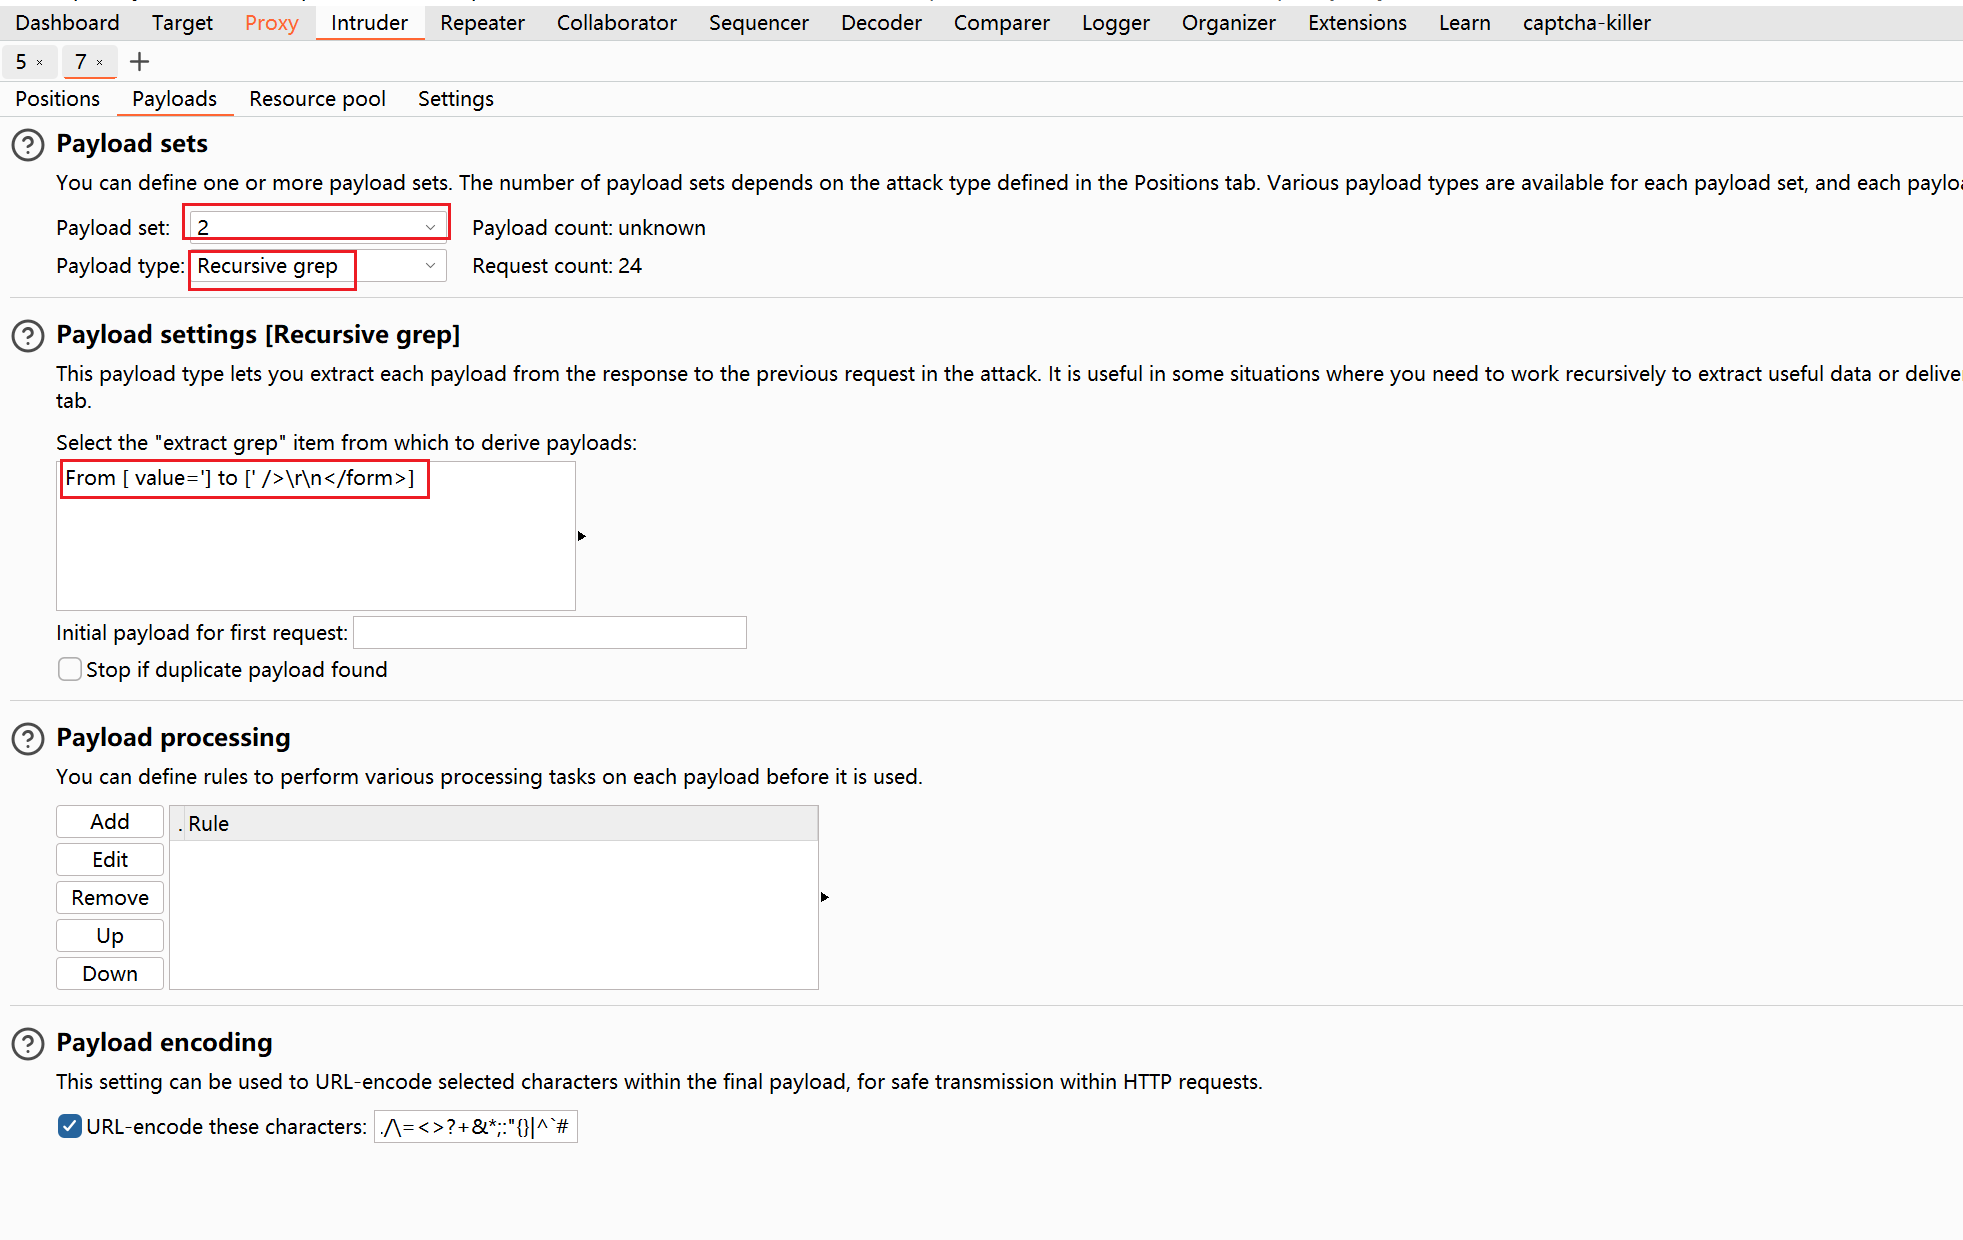 Dashboard Target Proxy Intruder Repeater Collaborator Sequencer Decoder Comparer Logger Organizer Extensions Learn captcha-killer
5 × 7 × +
Positions Payloads Resource pool Settings
? Payload sets
You can define one or more payload sets. The number of payload sets depends on the attack type defined in the Positions tab. Various payload types are available for each payload set, and each
Payload set: 2 Payload count: unknown
Payload type: Recursive grep Request count: 24
? Payload settings [Recursive grep]
This payload type lets you extract each payload from the response to the previous request in the attack. It is useful in some situations where you need to work recursively to extract useful data or
tab.
Select the "extract grep" item from which to derive payloads:
From [ value='] to [' />\r\n</form>]
Initial payload for first request:
Stop if duplicate payload found
? Payload processing
You can define rules to perform various processing tasks on each payload before it is used.
Add
. Rule
Edit
Remove
Up
Down
? Payload encoding
This setting can be used to URL-encode selected characters within the final payload, for safe transmission within HTTP requests.
URL-encode these characters: ./\=<>?+&*;:"{}|^`#